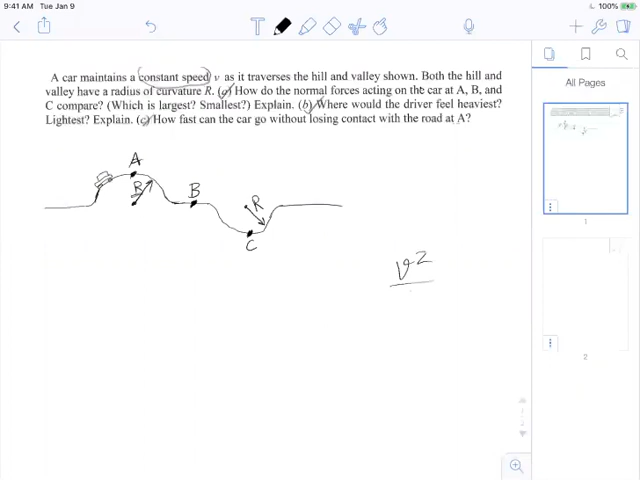 9:41 AM Tue Jan 9
100%
All Pages
A car maintains a constant speed v as it traverses the hill and valley shown. Both the hill and
valley have a radius of curvature R. (a) How do the normal forces acting on the car at A, B, and
C compare? (Which is largest? Smallest?) Explain. (b) Where would the driver feel heaviest?
Lightest? Explain. (c) How fast can the car go without losing contact with the road at A?
A
R
B
R
C
v2
1
2